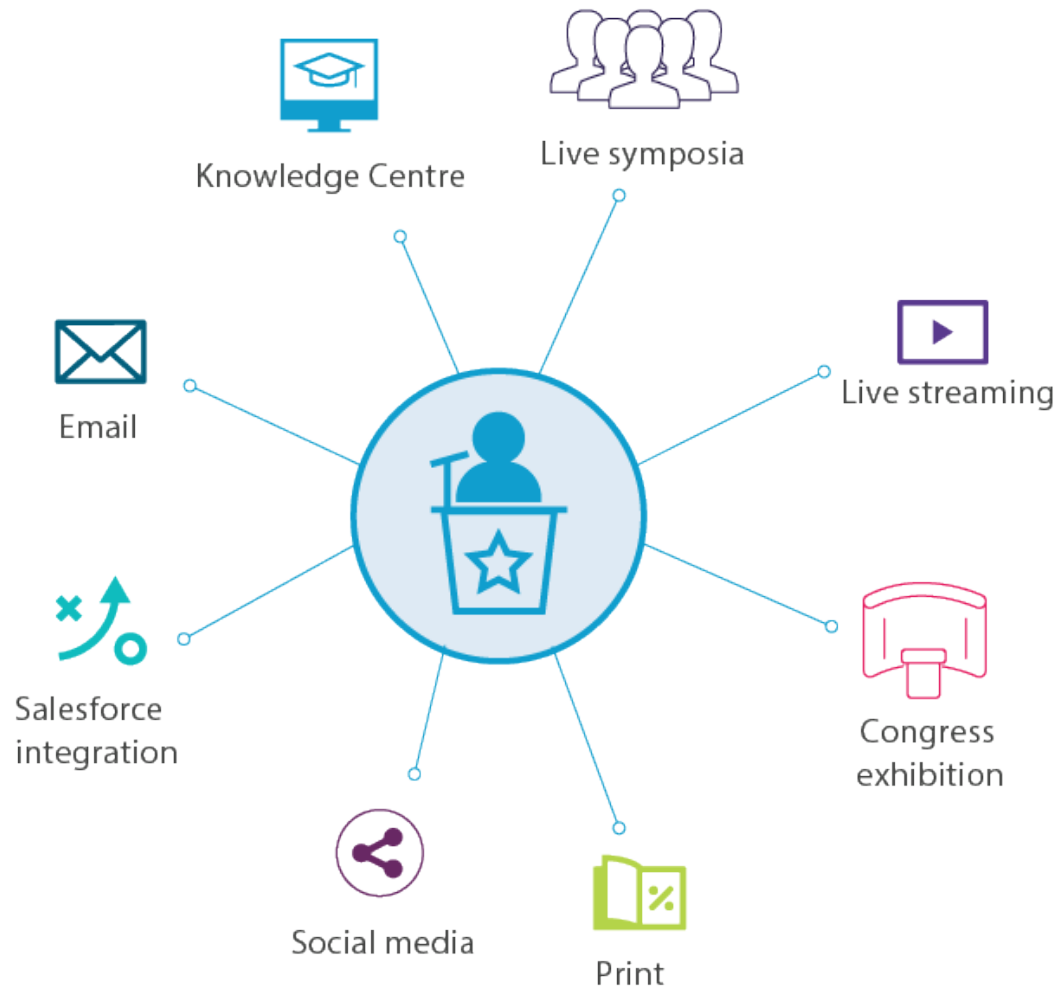 Knowledge Centre
Live symposia
Live streaming
Email
Salesforce
integration
Congress
exhibition
Social media
Print